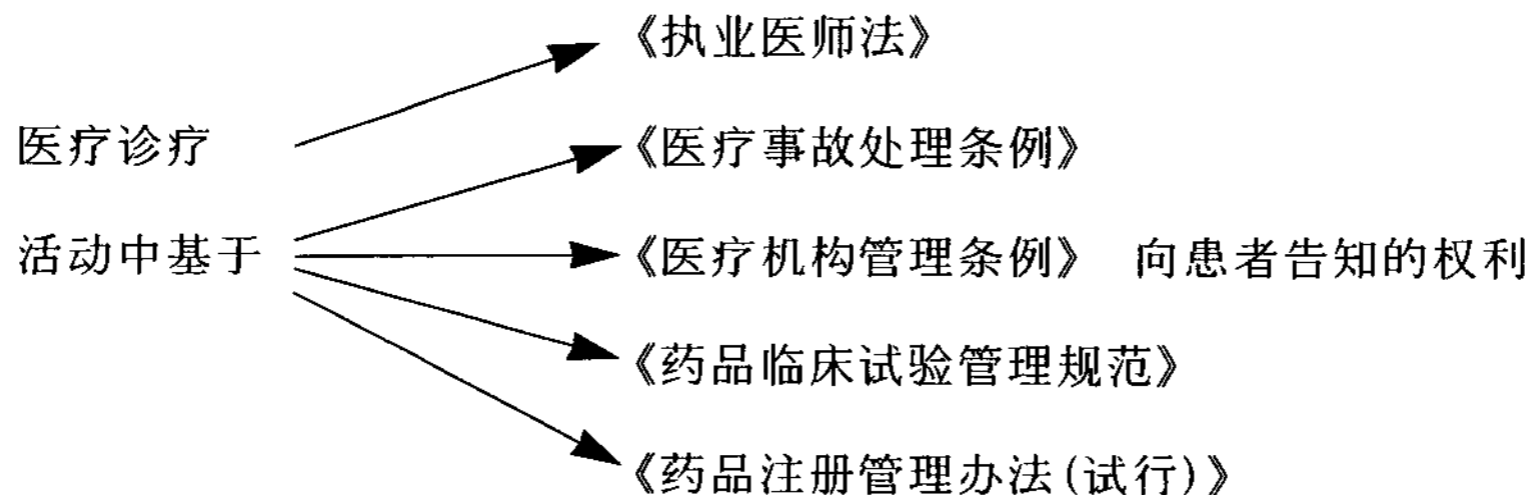 《执业医师法》
医疗诊疗 《医疗事故处理条例》
活动中基于 《医疗机构管理条例》 向患者告知的权利
《药品临床试验管理规范》
《药品注册管理办法(试行)》